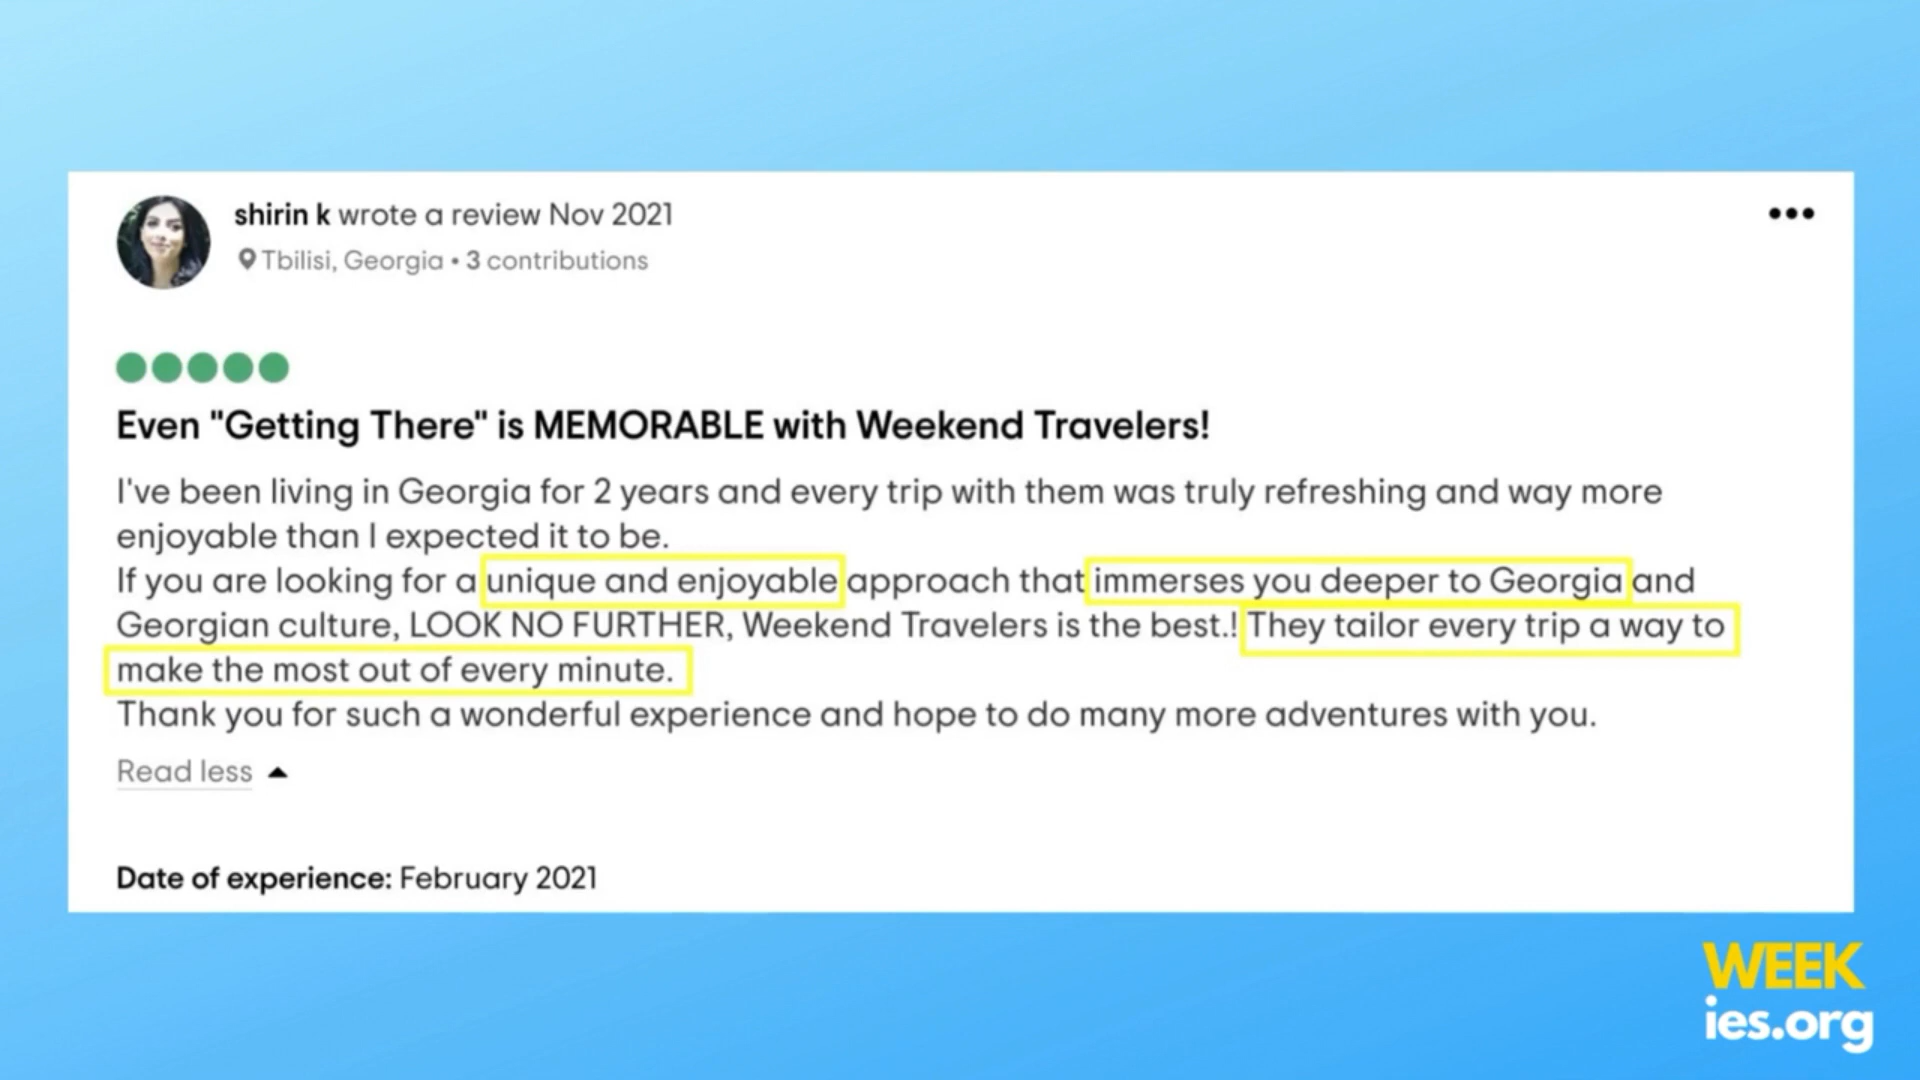 shirin k wrote a review Nov 2021
Tbilisi, Georgia • 3 contributions
Even "Getting There" is MEMORABLE with Weekend Travelers!
I've been living in Georgia for 2 years and every trip with them was truly refreshing and way more
enjoyable than I expected it to be.
If you are looking for a unique and enjoyable approach that immerses you deeper to Georgia and
Georgian culture, LOOK NO FURTHER, Weekend Travelers is the best.! They tailor every trip a way to
make the most out of every minute.
Thank you for such a wonderful experience and hope to do many more adventures with you.
Read less
Date of experience: February 2021
WEEK
ies.org